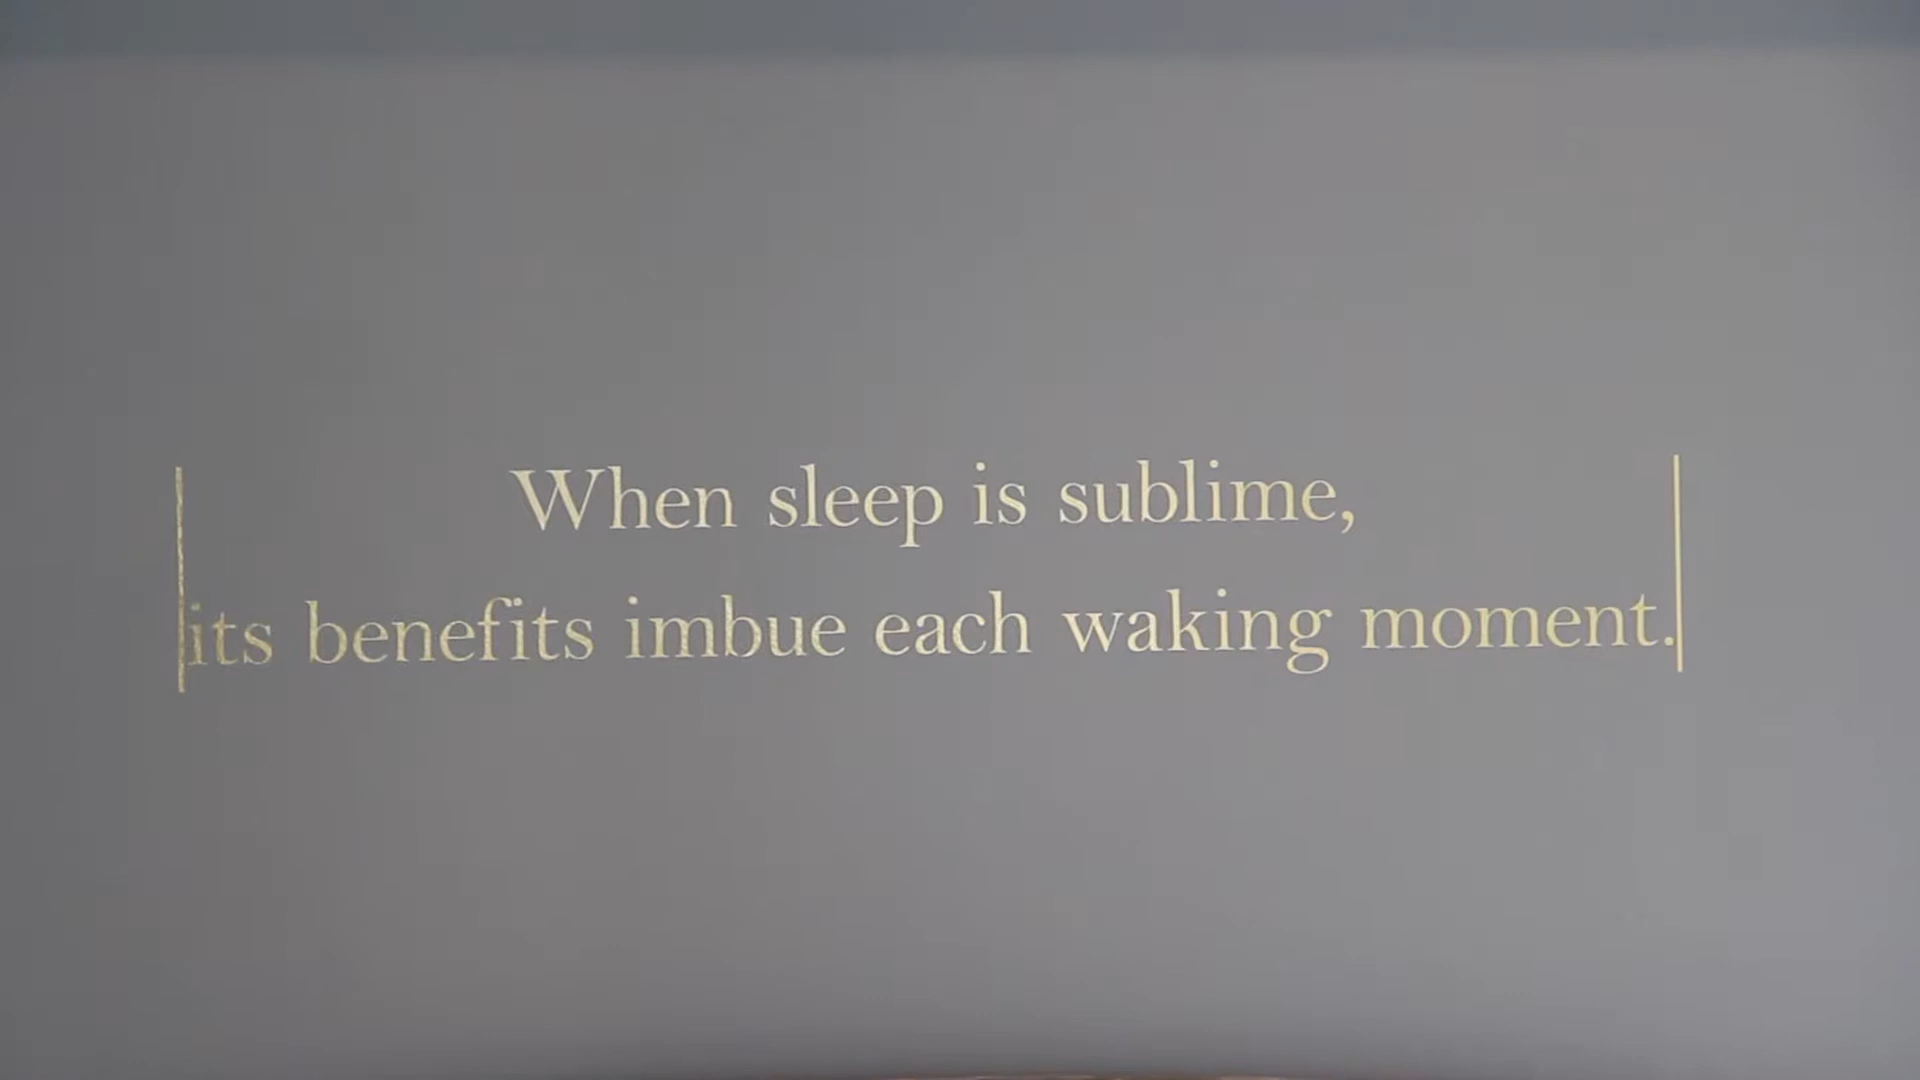 When sleep is sublime,
its benefits imbue each waking moment.